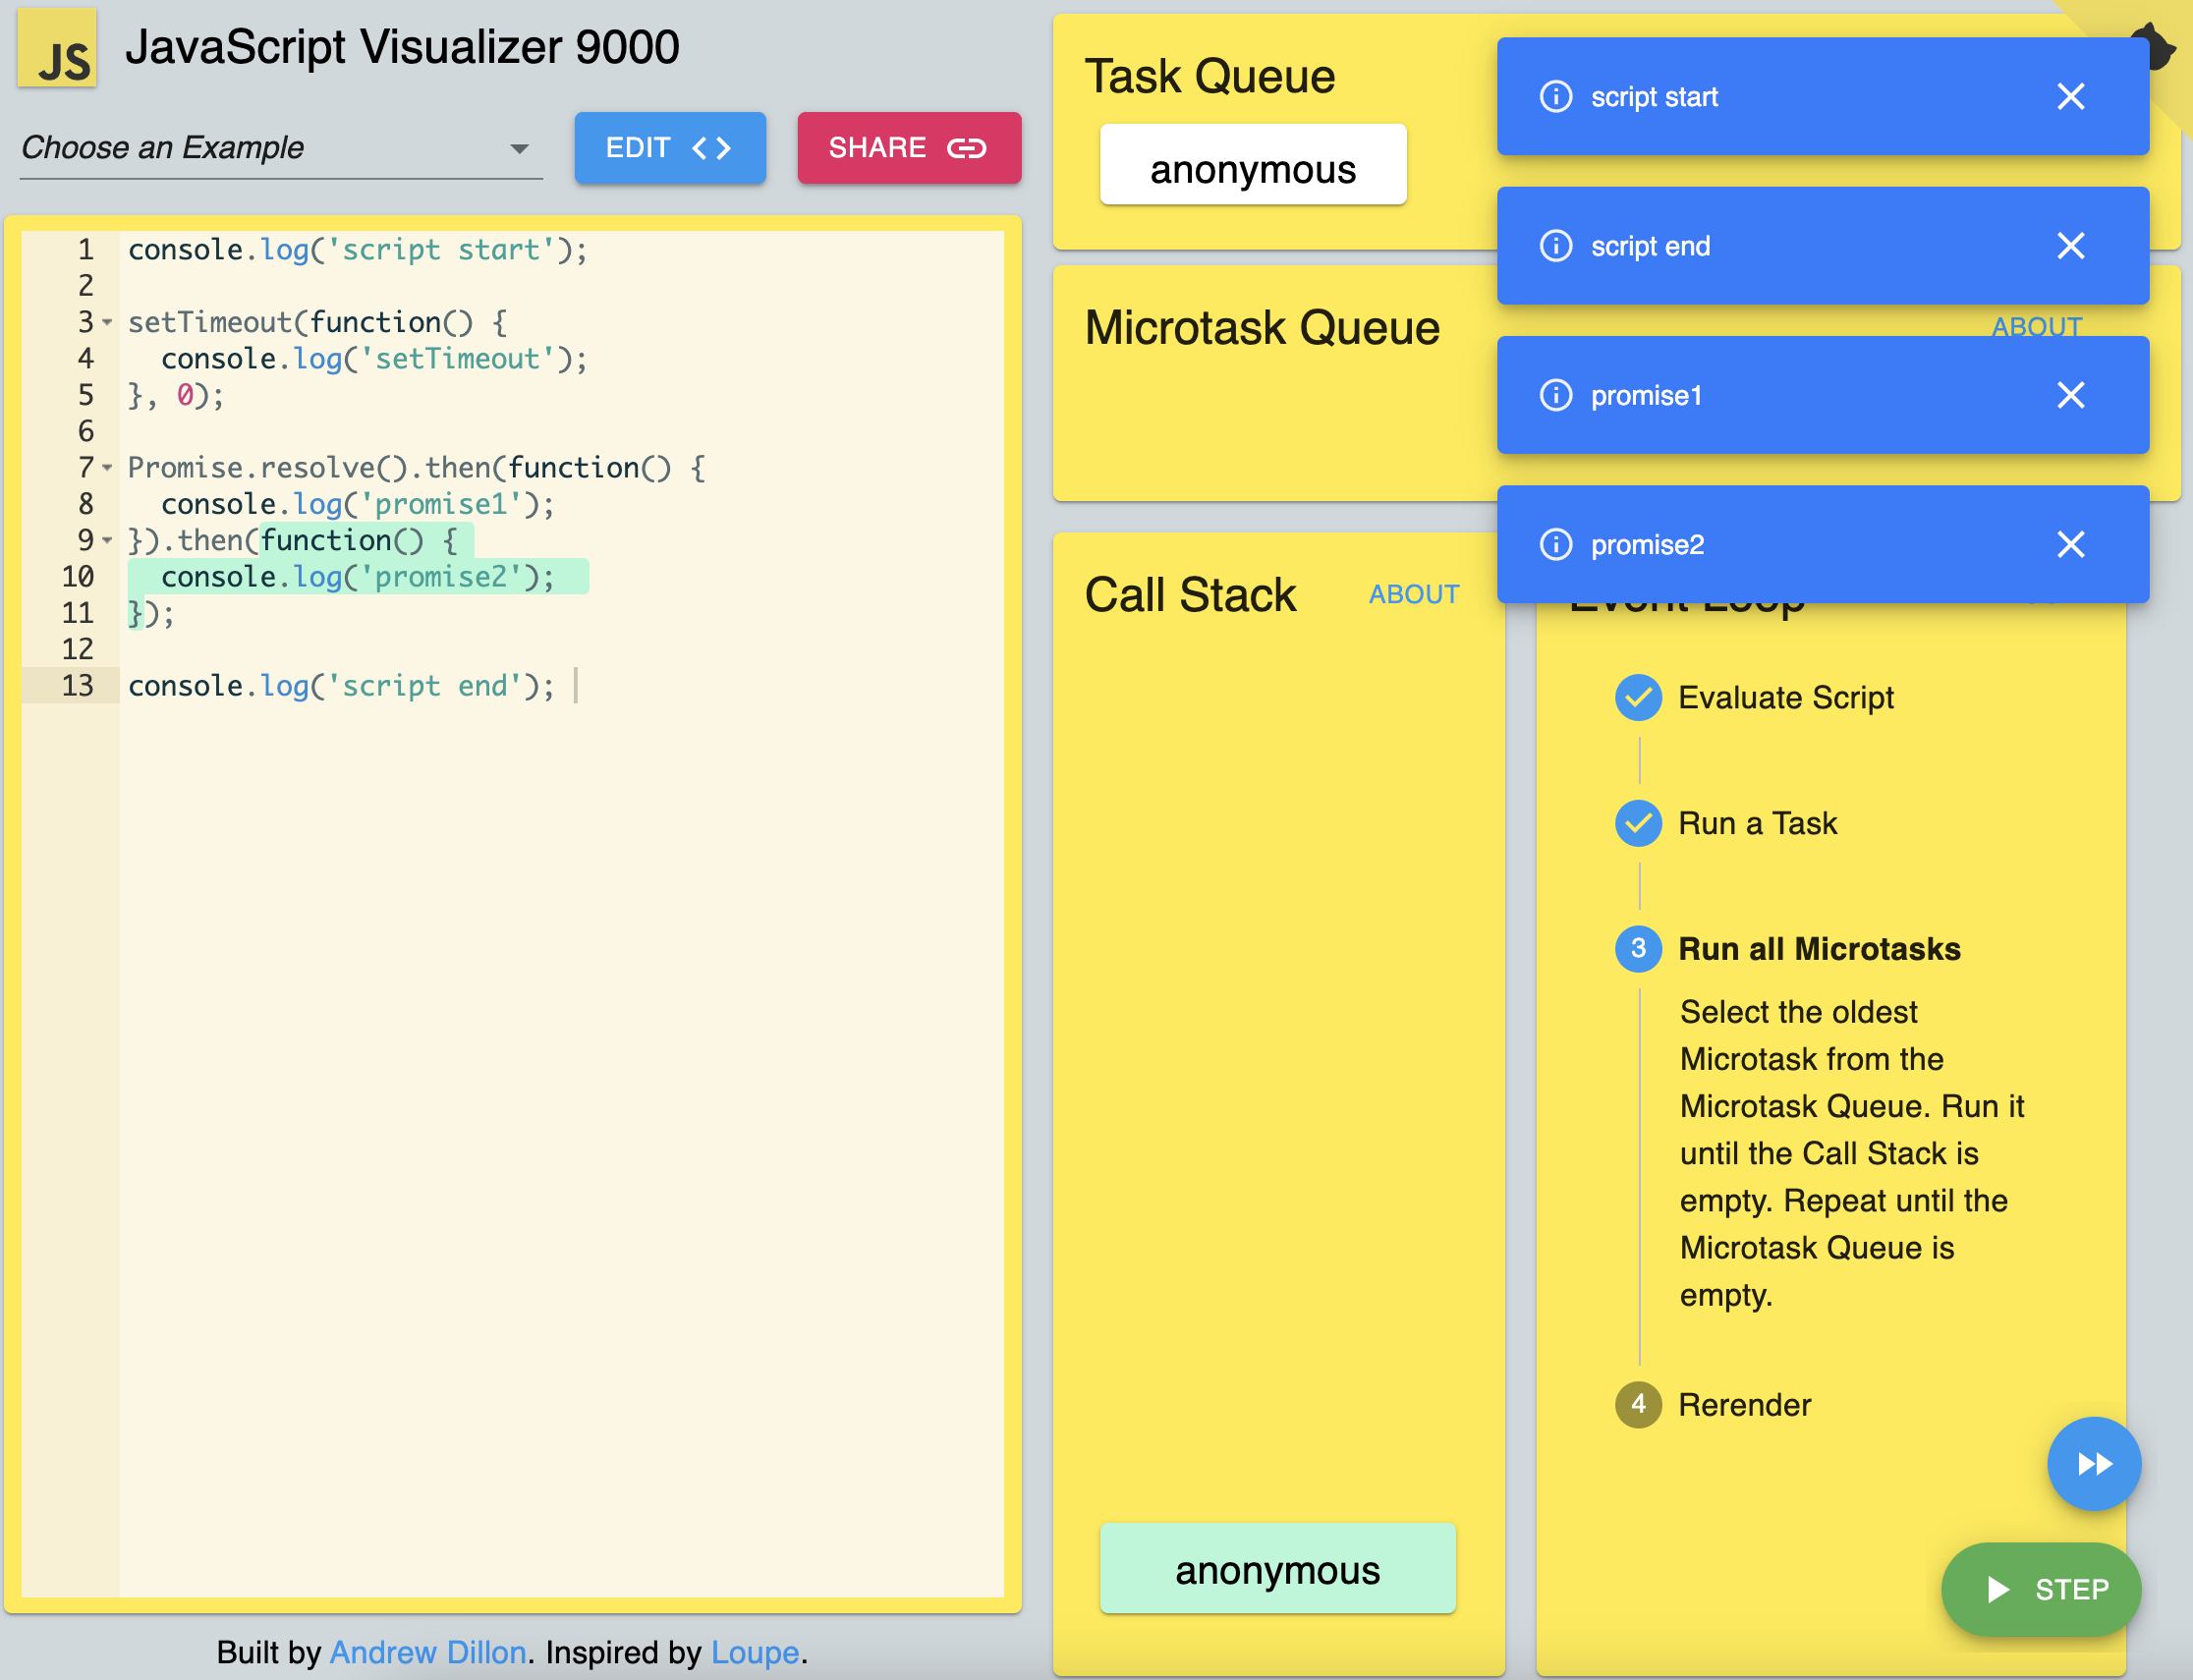 JS
JavaScript Visualizer 9000
Choose an Example
EDIT <>
SHARE
1 console.log('script start');
2
3 setTimeout(function() {
4   console.log('setTimeout');
5 }, 0);
6
7 Promise.resolve().then(function() {
8   console.log('promise1');
9 }).then(function() {
10   console.log('promise2');
11 });
12
13 console.log('script end');
Built by Andrew Dillon. Inspired by Loupe.
Task Queue
anonymous
script start
script end
Microtask Queue
ABOUT
promise1
promise2
Call Stack
ABOUT
anonymous
Event Loop
Evaluate Script
Run a Task
3 Run all Microtasks
Select the oldest
Microtask from the
Microtask Queue. Run it
until the Call Stack is
empty. Repeat until the
Microtask Queue is
empty.
4 Rerender
STEP